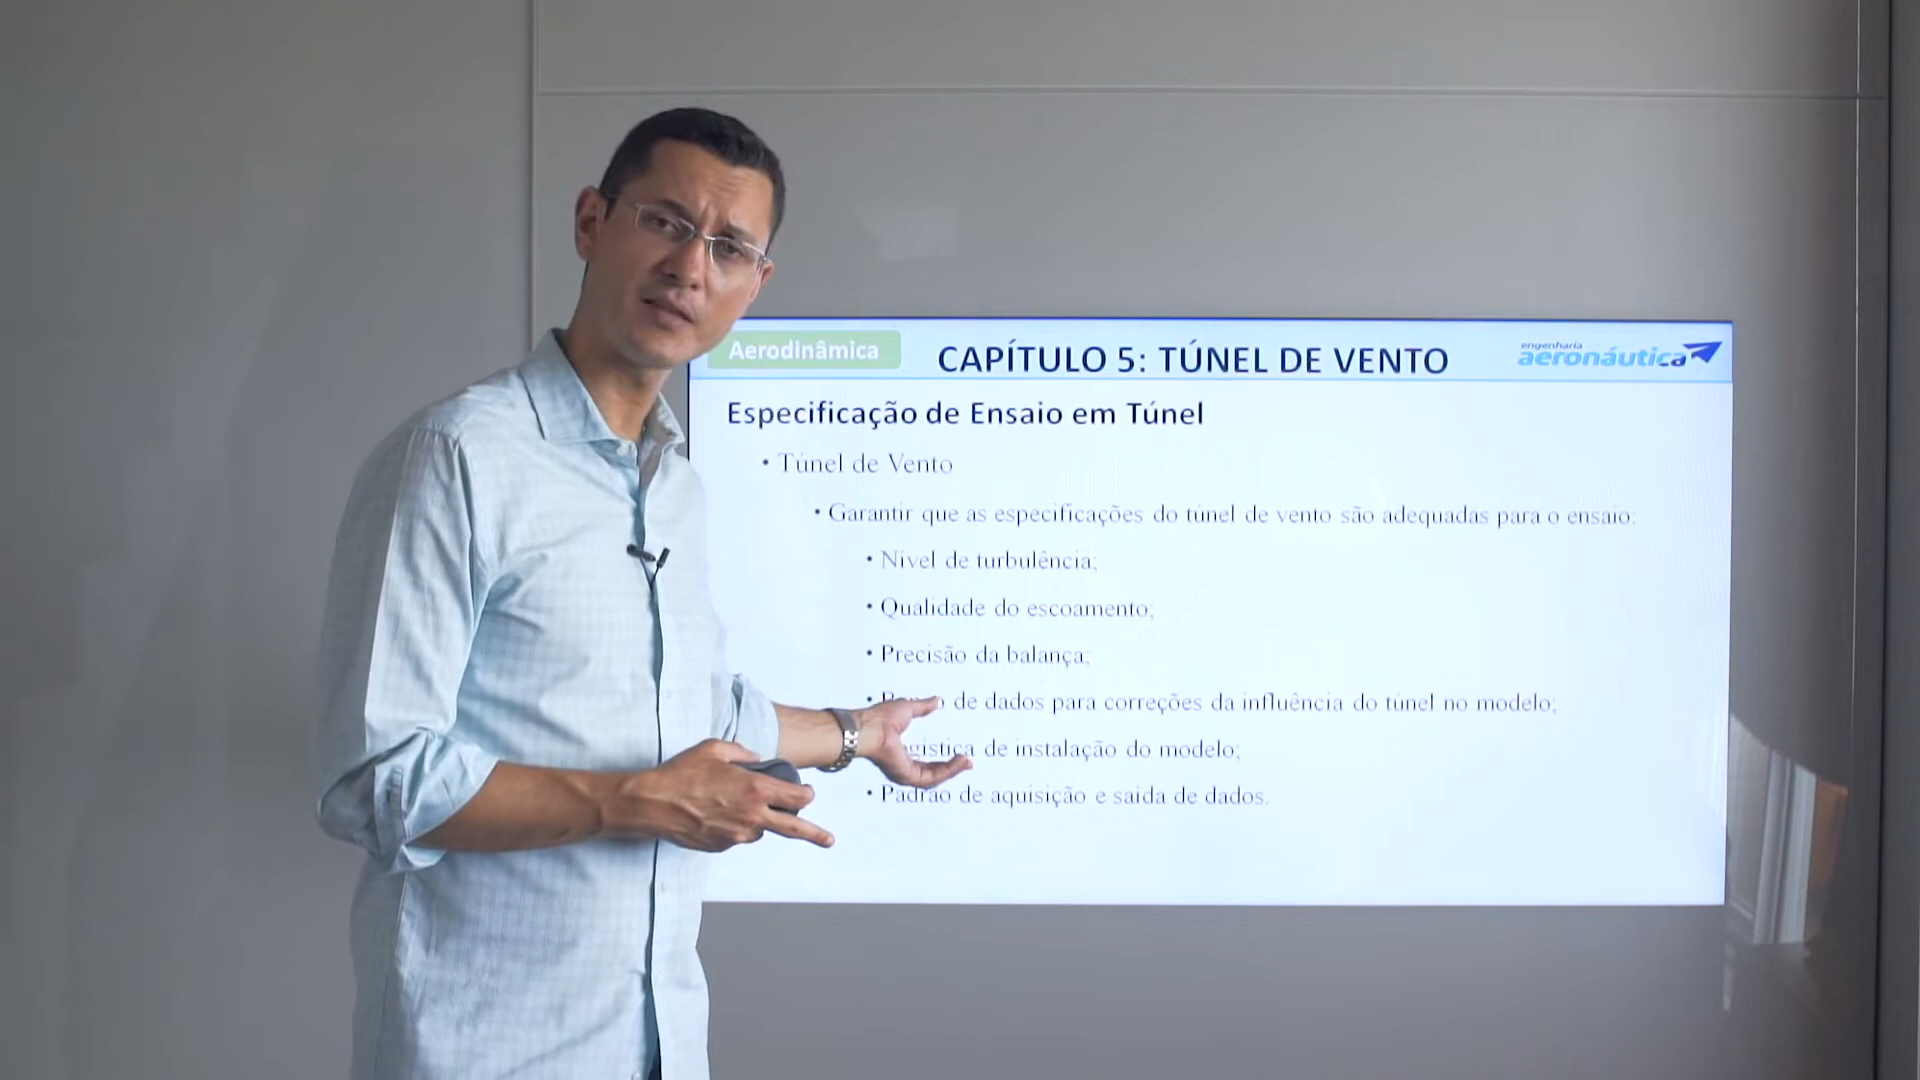 Aerodinâmica
CAPÍTULO 5: TÚNEL DE VENTO
engenharia
aeronáutica
Especificação de Ensaio em Túnel
• Túnel de Vento
• Garantir que as especificações do túnel de vento são adequadas para o ensaio:
• Nível de turbulência;
• Qualidade do escoamento;
• Precisão da balança;
• de dados para correções da influência do túnel no modelo;
de instalação do modelo;
• Padrão de aquisição e saída de dados.